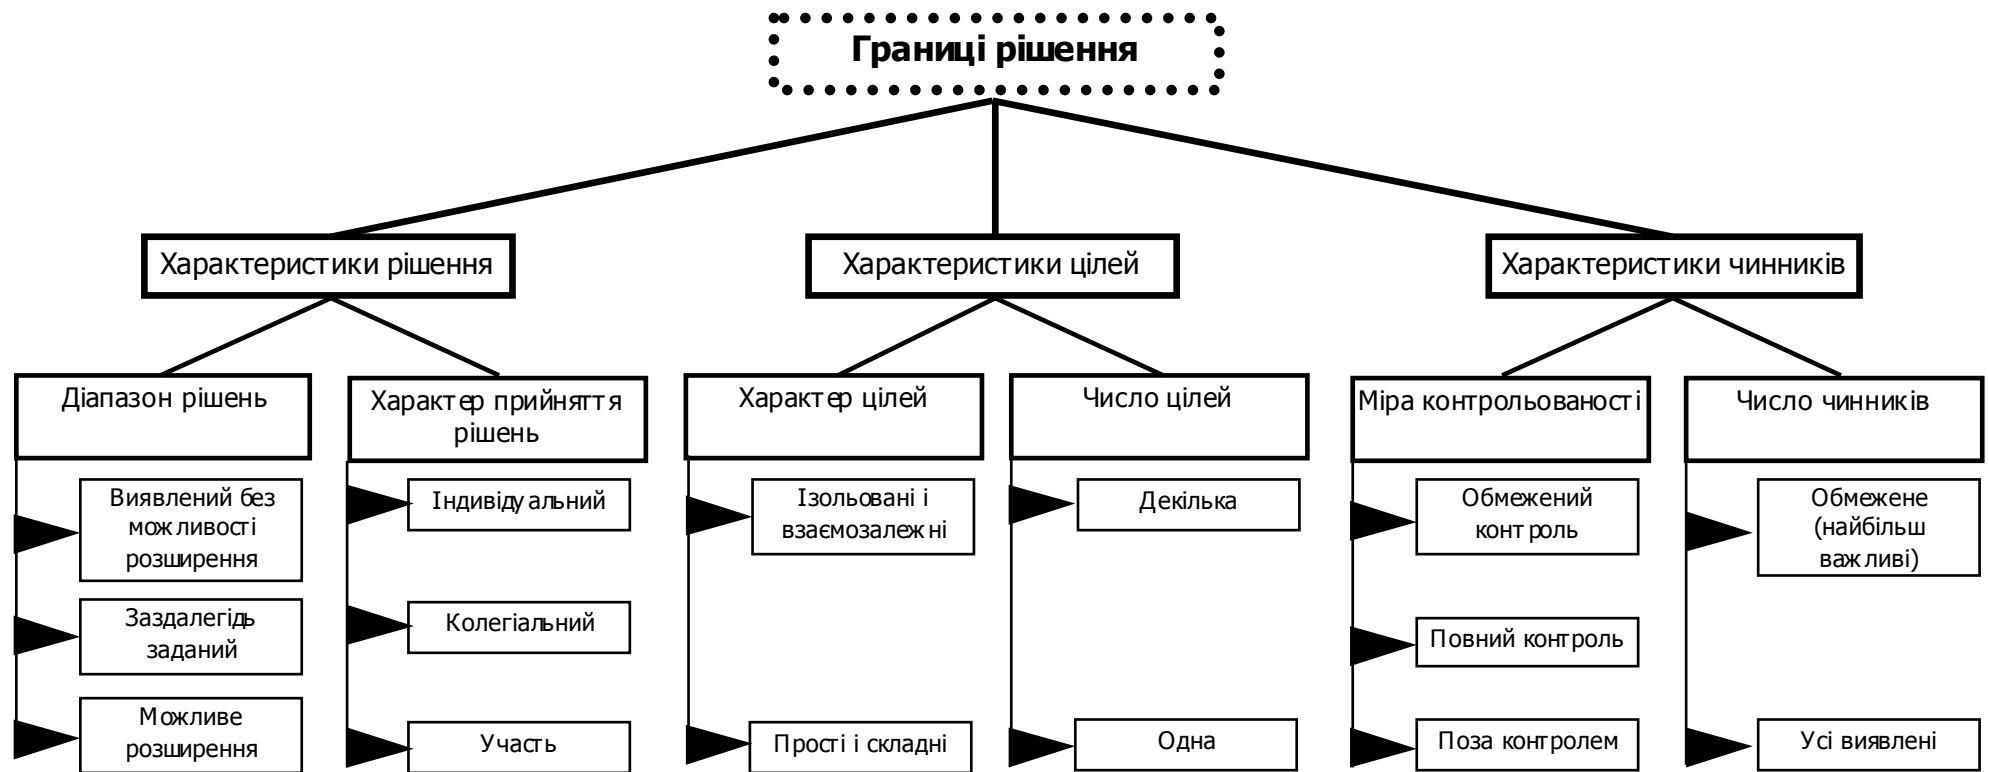 Границі рішення
Характеристики рішення
Характеристики цілей
Характеристики чинників
Діапазон рішень
Характер прийняття
рішень
Характер цілей
Число цілей
Міра контрольованості
Число чинників
Виявлений без
можливості
розширення
Заздалегідь
заданий
Можливе
розширення
Індивідуальний
Колегіальний
Участь
Ізольовані і
взаємозалежні
Прості і складні
Декілька
Одна
Обмежений
контроль
Повний контроль
Поза контролем
Обмежене
(найбільш
важливі)
Усі виявлені